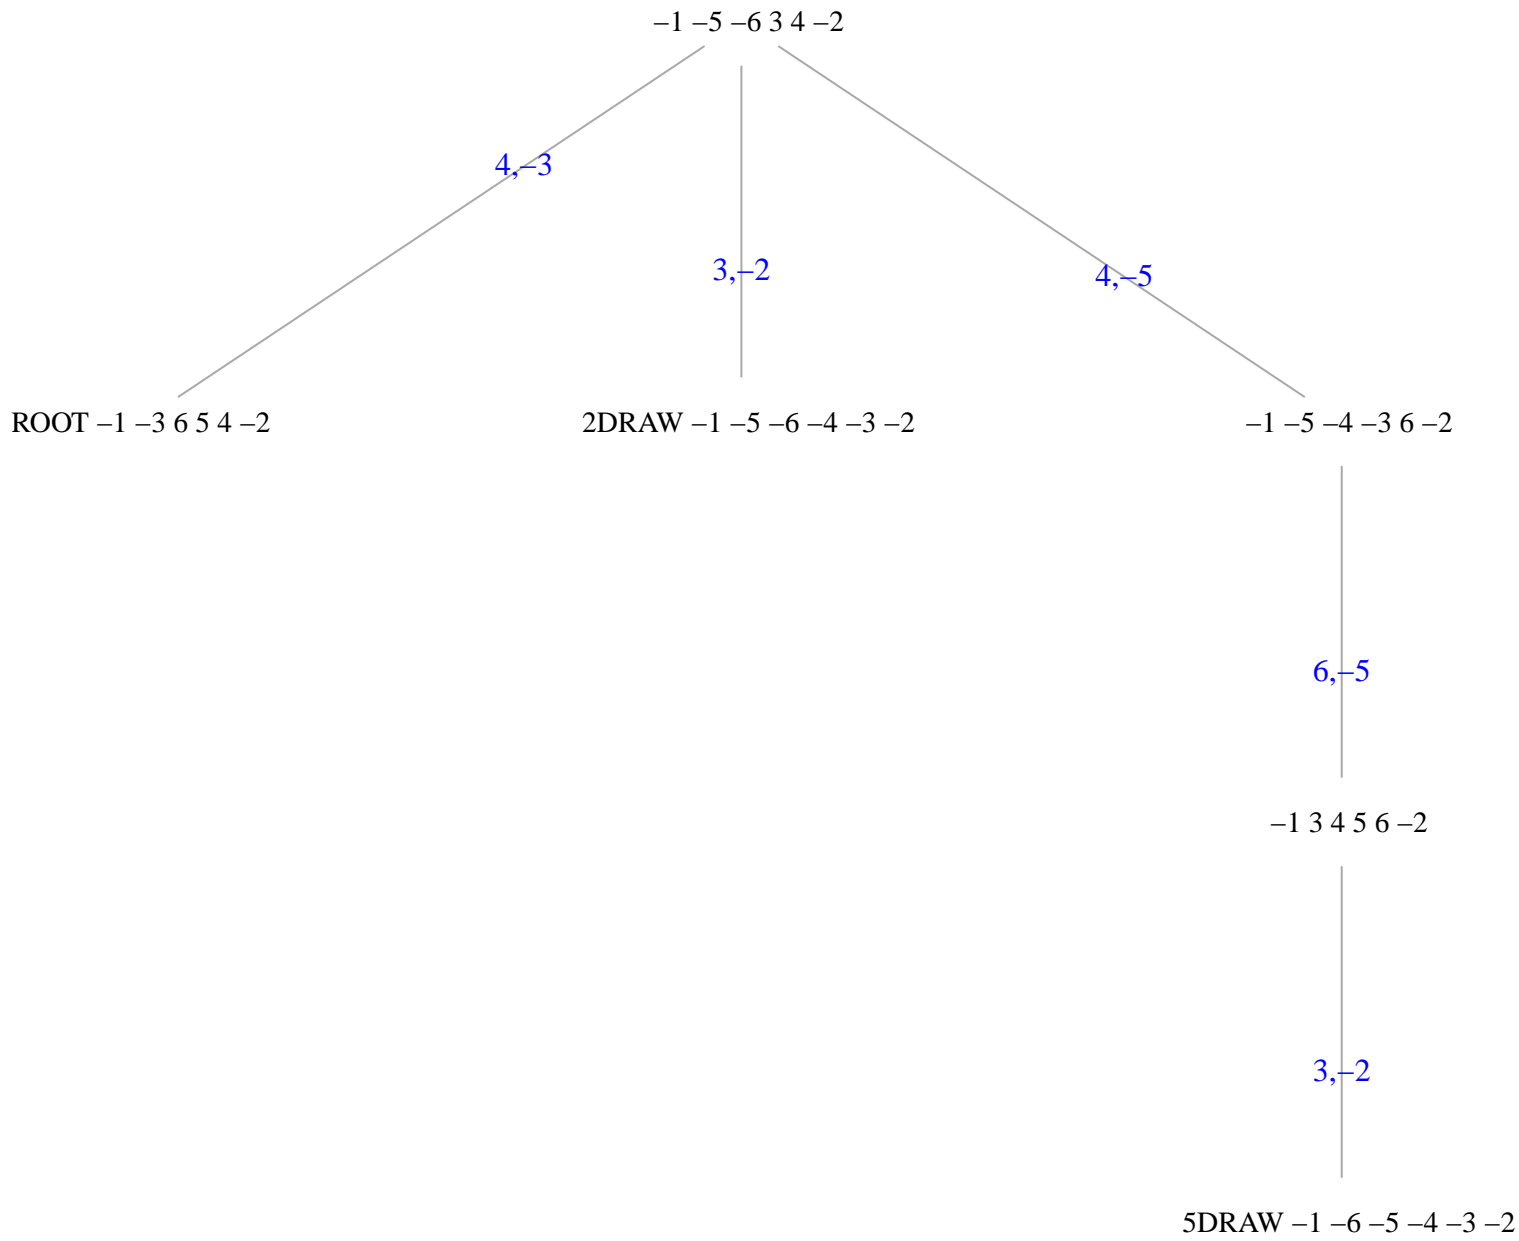 –1 –5 –6 3 4 –2
4,–3
3,–2
4,–5
ROOT –1 –3 6 5 4 –2
2DRAW –1 –5 –6 –4 –3 –2
–1 –5 –4 –3 6 –2
6,–5
–1 3 4 5 6 –2
3,–2
5DRAW –1 –6 –5 –4 –3 –2